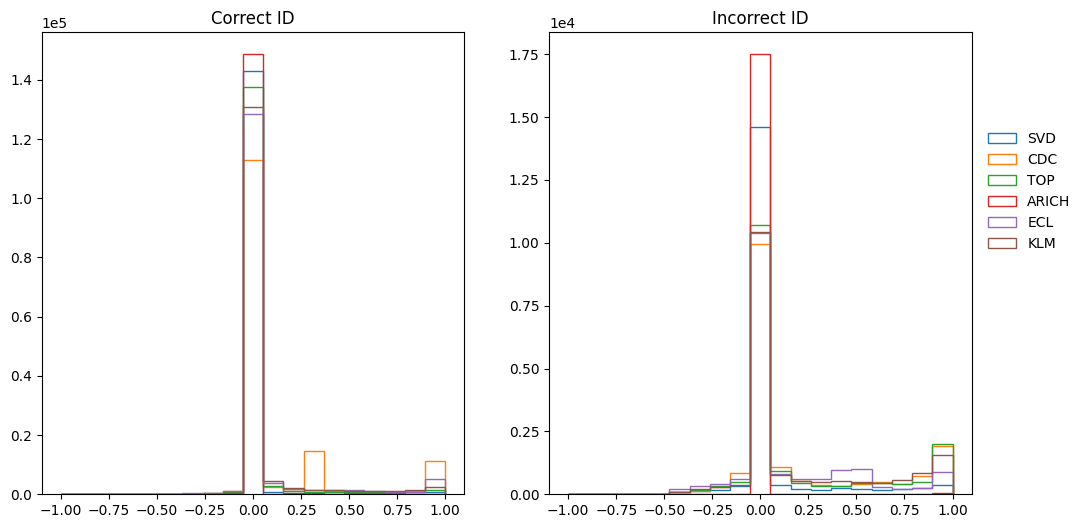 Correct ID
1e5
1.4
1.2
1.0
0.8
0.6
0.4
0.2
0.0
−1.00 −0.75 −0.50 −0.25 0.00 0.25 0.50 0.75 1.00
Incorrect ID
1e4
1.75
1.50
1.25
1.00
0.75
0.50
0.25
0.00
−1.00 −0.75 −0.50 −0.25 0.00 0.25 0.50 0.75 1.00
SVD
CDC
TOP
ARICH
ECL
KLM